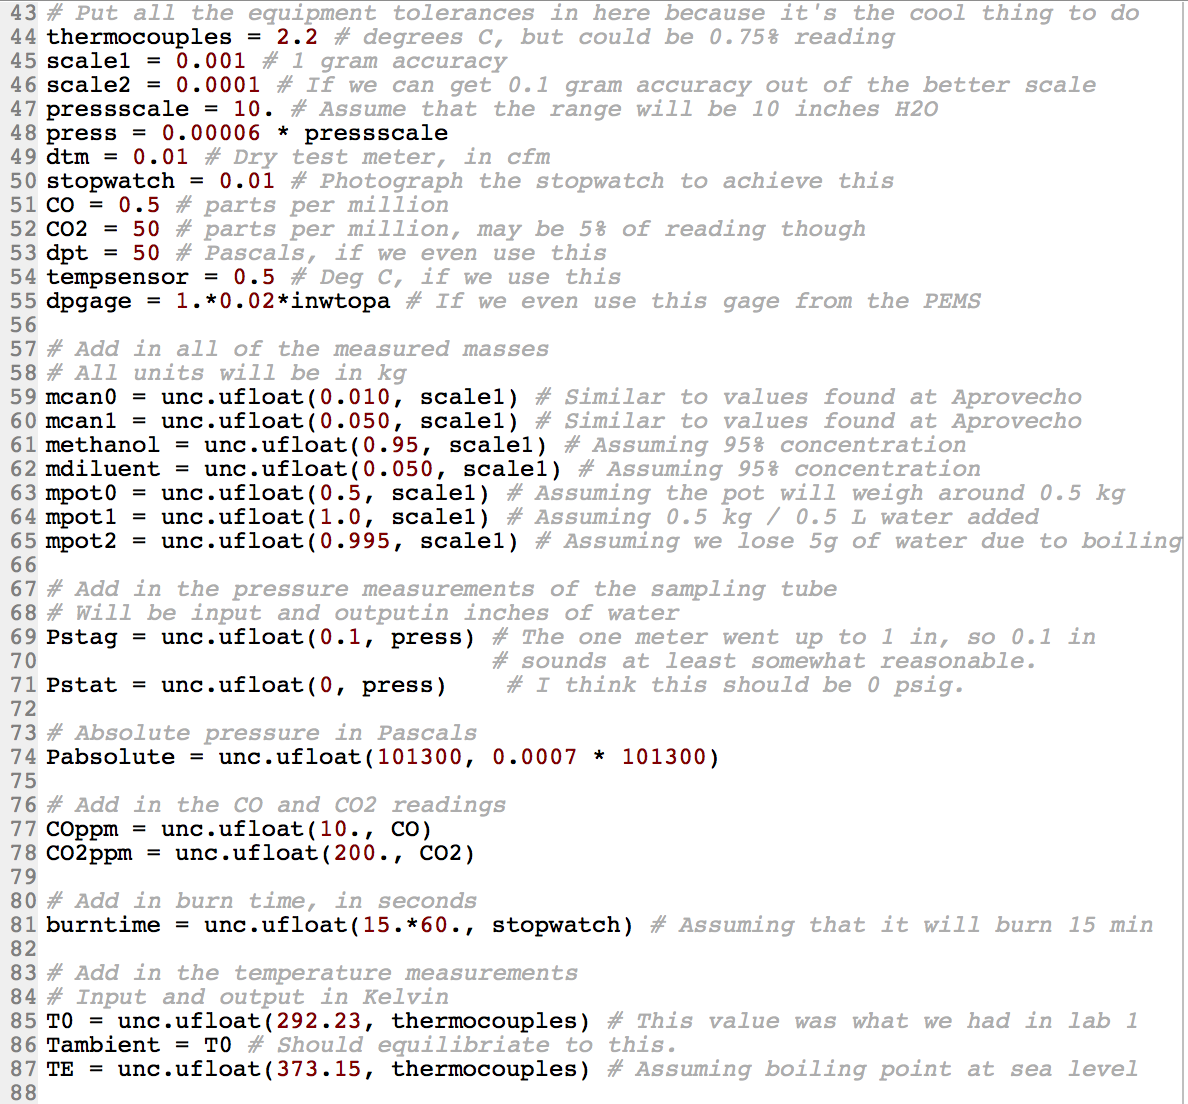 43 # Put all the equipment tolerances in here because it's the cool thing to do
44 thermocouples = 2.2 # degrees C, but could be 0.75% reading
45 scale1 = 0.001 # 1 gram accuracy
46 scale2 = 0.0001 # If we can get 0.1 gram accuracy out of the better scale
47 pressscale = 10. # Assume that the range will be 10 inches H2O
48 press = 0.00006 * pressscale
49 dtm = 0.01 # Dry test meter, in cfm
50 stopwatch = 0.01 # Photograph the stopwatch to achieve this
51 CO = 0.5 # parts per million
52 CO2 = 50 # parts per million, may be 5% of reading though
53 dpt = 50 # Pascals, if we even use this
54 tempsensor = 0.5 # Deg C, if we use this
55 dpgage = 1.*0.02*inwtopa # If we even use this gage from the PEMS
56
57 # Add in all of the measured masses
58 # All units will be in kg
59 mcan0 = unc.ufloat(0.010, scale1) # Similar to values found at Aprovecho
60 mcan1 = unc.ufloat(0.050, scale1) # Similar to values found at Aprovecho
61 methanol = unc.ufloat(0.95, scale1) # Assuming 95% concentration
62 mdiluent = unc.ufloat(0.050, scale1) # Assuming 95% concentration
63 mpot0 = unc.ufloat(0.5, scale1) # Assuming the pot will weigh around 0.5 kg
64 mpot1 = unc.ufloat(1.0, scale1) # Assuming 0.5 kg / 0.5 L water added
65 mpot2 = unc.ufloat(0.995, scale1) # Assuming we lose 5g of water due to boiling
66
67 # Add in the pressure measurements of the sampling tube
68 # Will be input and outputin inches of water
69 Pstag = unc.ufloat(0.1, press) # The one meter went up to 1 in, so 0.1 in
70 # sounds at least somewhat reasonable.
71 Pstat = unc.ufloat(0, press) # I think this should be 0 psig.
72
73 # Absolute pressure in Pascals
74 Pabsolute = unc.ufloat(101300, 0.0007 * 101300)
75
76 # Add in the CO and CO2 readings
77 COppm = unc.ufloat(10., CO)
78 CO2ppm = unc.ufloat(200., CO2)
79
80 # Add in burn time, in seconds
81 burntime = unc.ufloat(15.*60., stopwatch) # Assuming that it will burn 15 min
82
83 # Add in the temperature measurements
84 # Input and output in Kelvin
85 T0 = unc.ufloat(292.23, thermocouples) # This value was what we had in lab 1
86 Tambient = T0 # Should equilibriate to this.
87 TE = unc.ufloat(373.15, thermocouples) # Assuming boiling point at sea level
88